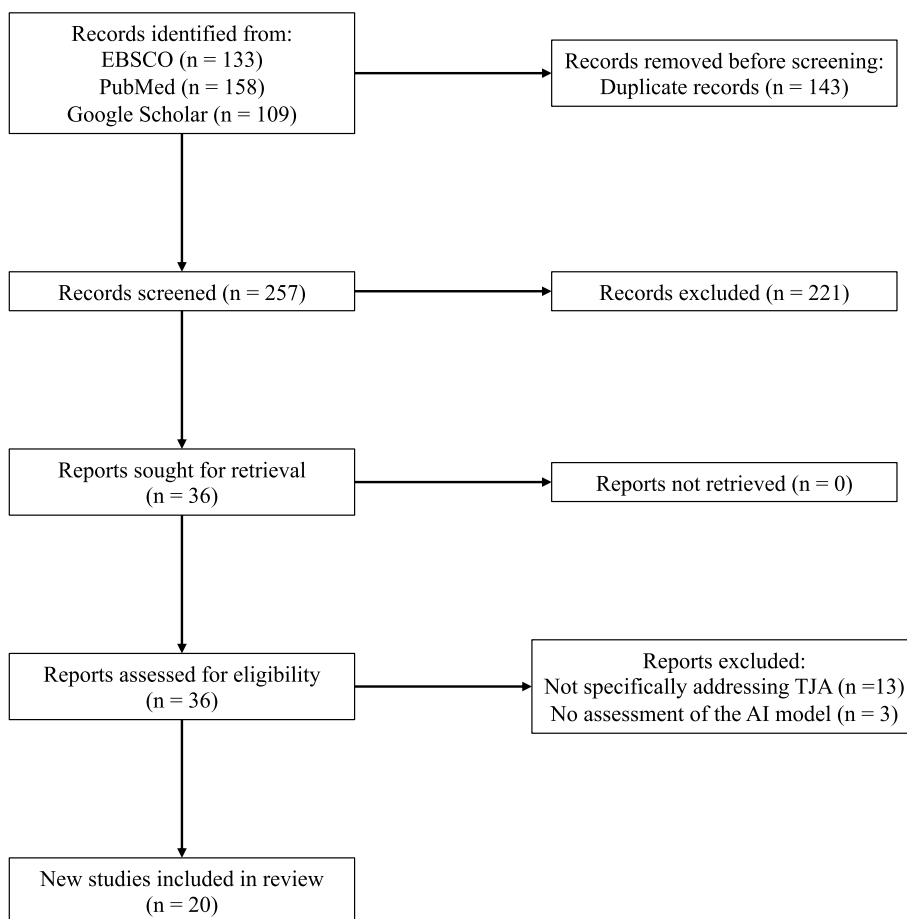 Records identified from:
EBSCO (n = 133)
PubMed (n = 158)
Google Scholar (n = 109)
Records removed before screening:
Duplicate records (n = 143)
Records screened (n = 257)
Records excluded (n = 221)
Reports sought for retrieval
(n = 36)
Reports not retrieved (n = 0)
Reports assessed for eligibility
(n = 36)
Reports excluded:
Not specifically addressing TJA (n =13)
No assessment of the AI model (n = 3)
New studies included in review
(n = 20)